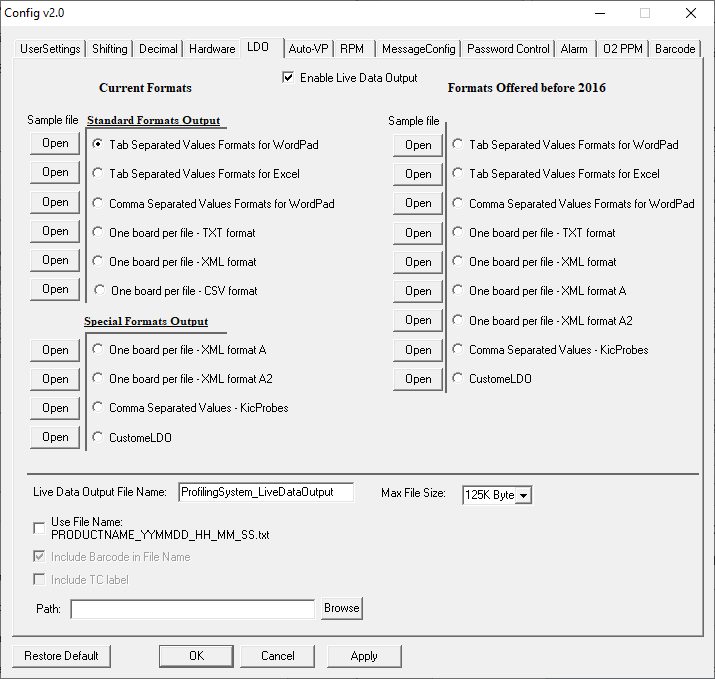 Config v2.0
UserSettings Shifting Decimal Hardware LDO Auto-VP RPM MessageConfig Password Control Alarm O2 PPM Barcode
Enable Live Data Output
Current Formats
Sample file Standard Formats Output
Open Tab Separated Values Formats for WordPad
Open Tab Separated Values Formats for Excel
Open Comma Separated Values Formats for WordPad
Open One board per file - TXT format
Open One board per file - XML format
Open One board per file - CSV format
Special Formats Output
Open One board per file - XML format A
Open One board per file - XML format A2
Open Comma Separated Values - KicProbes
Open CustomeLDO
Formats Offered before 2016
Sample file
Open Tab Separated Values Formats for WordPad
Open Tab Separated Values Formats for Excel
Open Comma Separated Values Formats for WordPad
Open One board per file - TXT format
Open One board per file - XML format
Open One board per file - XML format A
Open One board per file - XML format A2
Open Comma Separated Values - KicProbes
Open CustomeLDO
Live Data Output File Name: ProfilingSystem_LiveDataOutput Max File Size: 125K Byte
Use File Name:
PRODUCTNAME_YYMMDD_HH_MM_SS.txt
Include Barcode in File Name
Include TC label
Path: Browse
Restore Default OK Cancel Apply